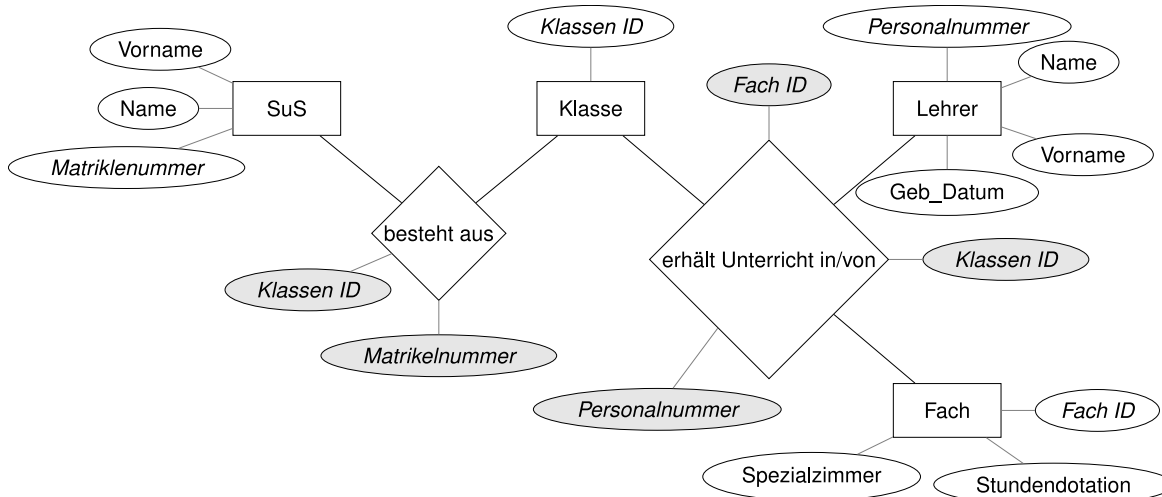 Klassen ID
Personalnummer
Vorname
Name
Fach ID
SuS
Klasse
Lehrer
Name
Matriklenummer
Vorname
Geb_Datum
besteht aus
erhält Unterricht in/von
Klassen ID
Klassen ID
Matrikelnummer
Personalnummer
Fach
Fach ID
Spezialzimmer
Stundendotation